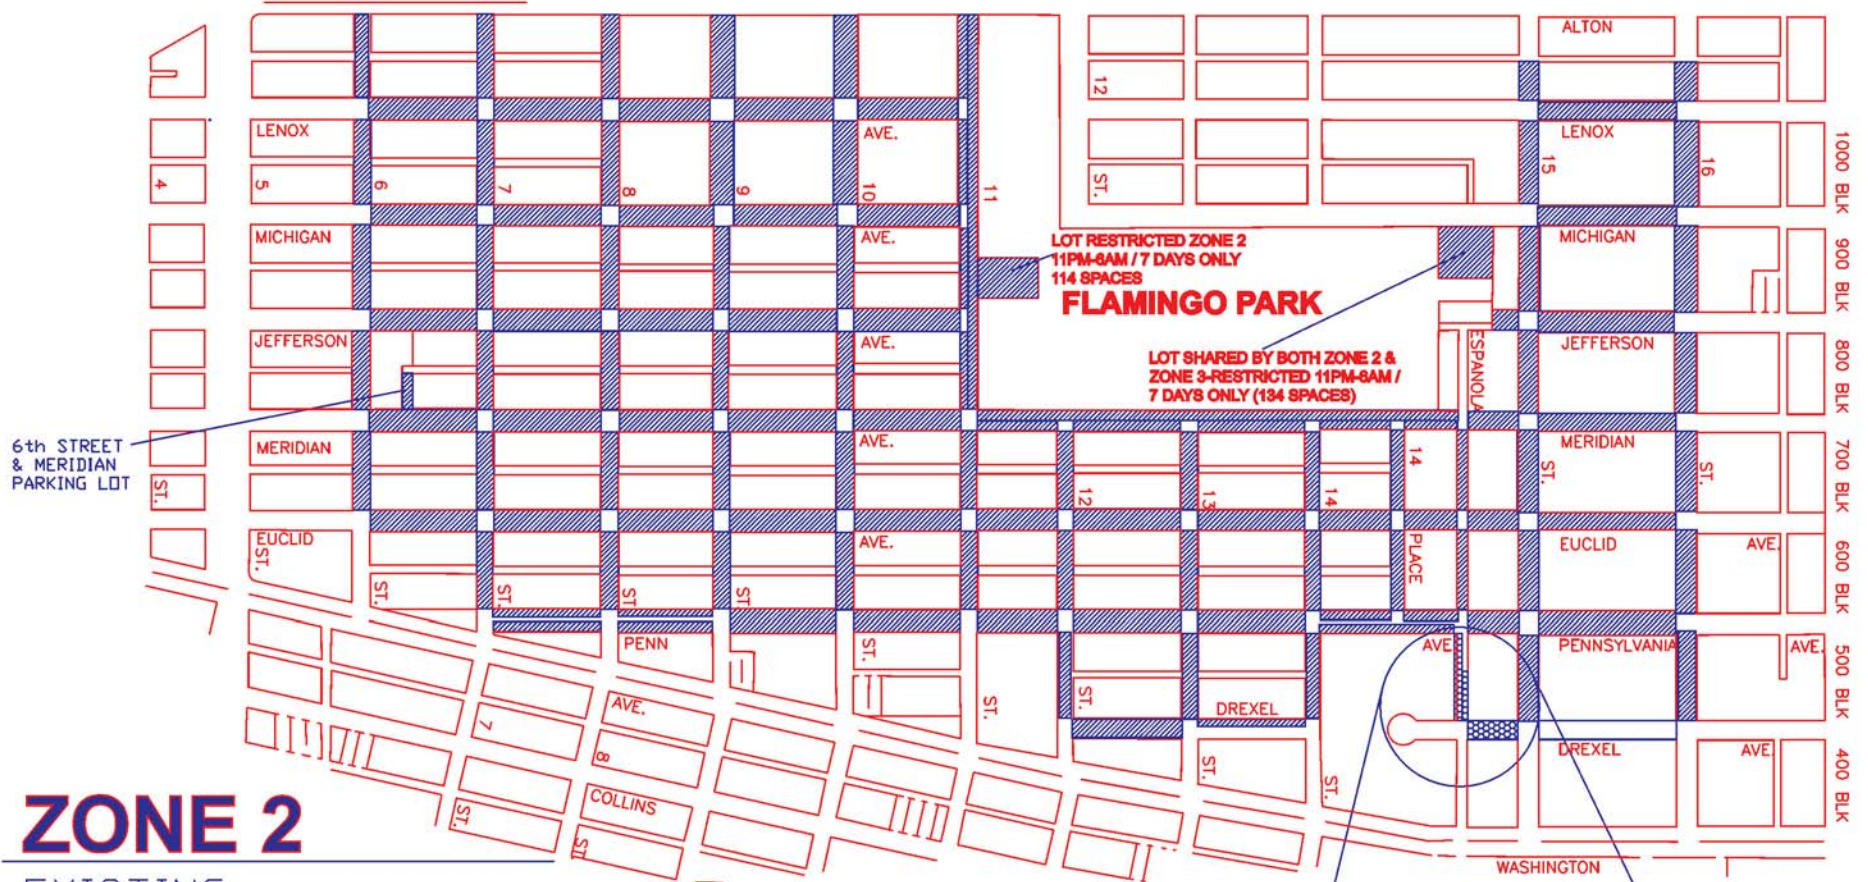 ALTON
12
LENOX
AVE.
LENOX
1000 BLK
4
5
6
7
8
9
10
11
ST.
15
16
MICHIGAN
AVE.
MICHIGAN
900 BLK
LOT RESTRICTED ZONE 2
11PM-6AM / 7 DAYS ONLY
114 SPACES
FLAMINGO PARK
JEFFERSON
AVE.
ESPANOLA
JEFFERSON
800 BLK
LOT SHARED BY BOTH ZONE 2 &
ZONE 3-RESTRICTED 11PM-6AM /
7 DAYS ONLY (134 SPACES)
6th STREET
& MERIDIAN
PARKING LOT
MERIDIAN
AVE.
14
MERIDIAN
700 BLK
ST.
12
13
14
ST.
ST.
EUCLID
ST.
AVE.
PLACE
EUCLID
AVE.
600 BLK
ST.
ST.
ST
ST.
PENN
ST.
AVE
PENNSYLVANIA
AVE.
500 BLK
ST.
ST.
DREXEL
7
AVE.
8
ST.
ST.
DREXEL
AVE
400 BLK
COLLINS
ST.
ST.
ZONE 2
WASHINGTON